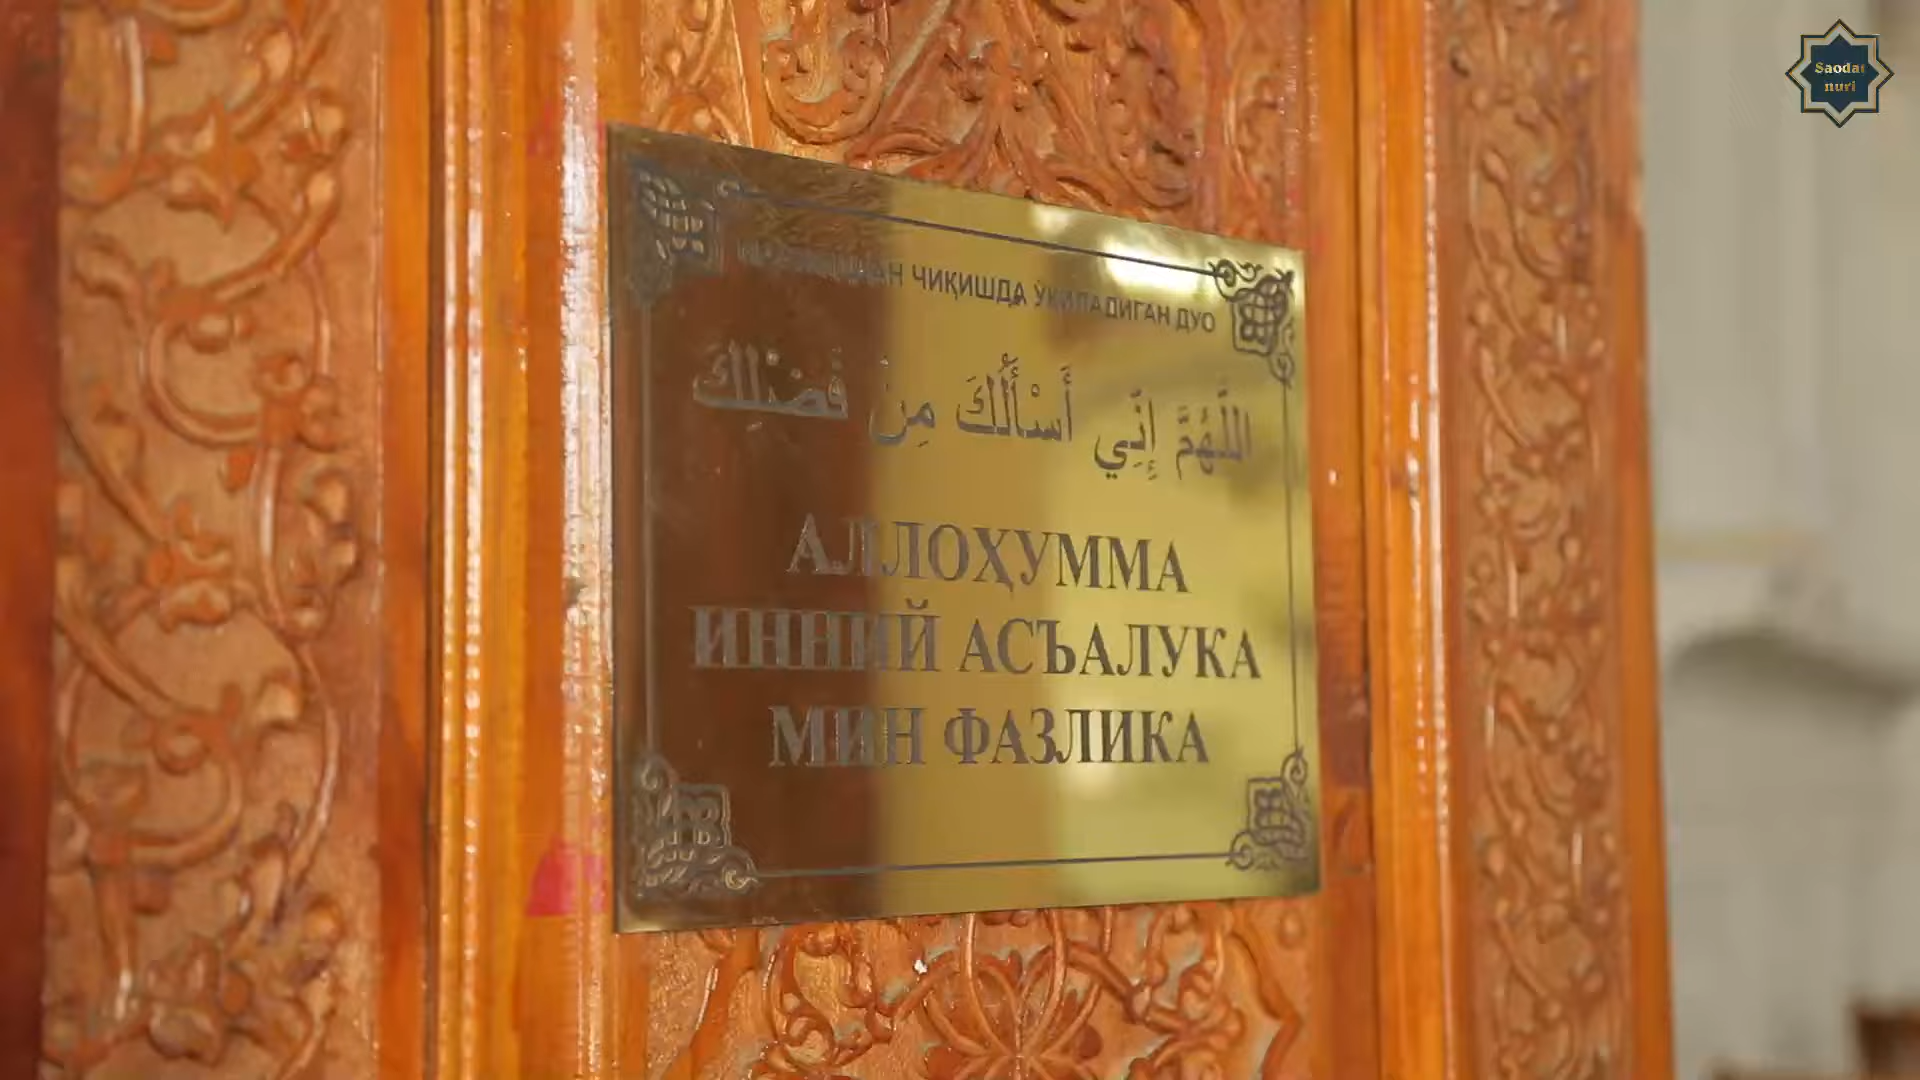 ЧИҚИШДА ЎҚИЛАДИГАН ДУО
اللَّهُمَّ إِنِّي أَسْأَلُكَ مِنْ فَضْلِكَ
АЛЛОҲУММА
ИННИЙ АСЪАЛУКА
МИН ФАЗЛИКА
Saodat
nuri